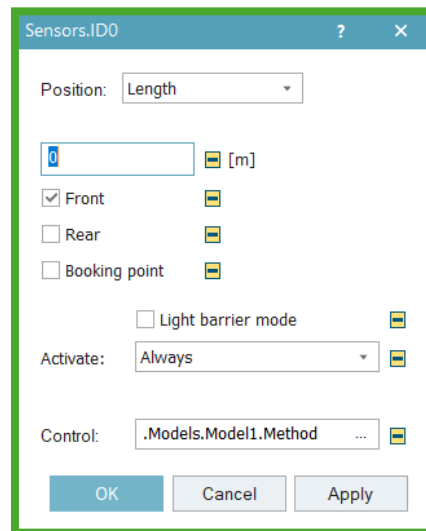 Sensors.ID0 ? ×
Position: Length
0 [m]
Front
Rear
Booking point
Light barrier mode
Activate: Always
Control: .Models.Model1.Method ...
OK Cancel Apply